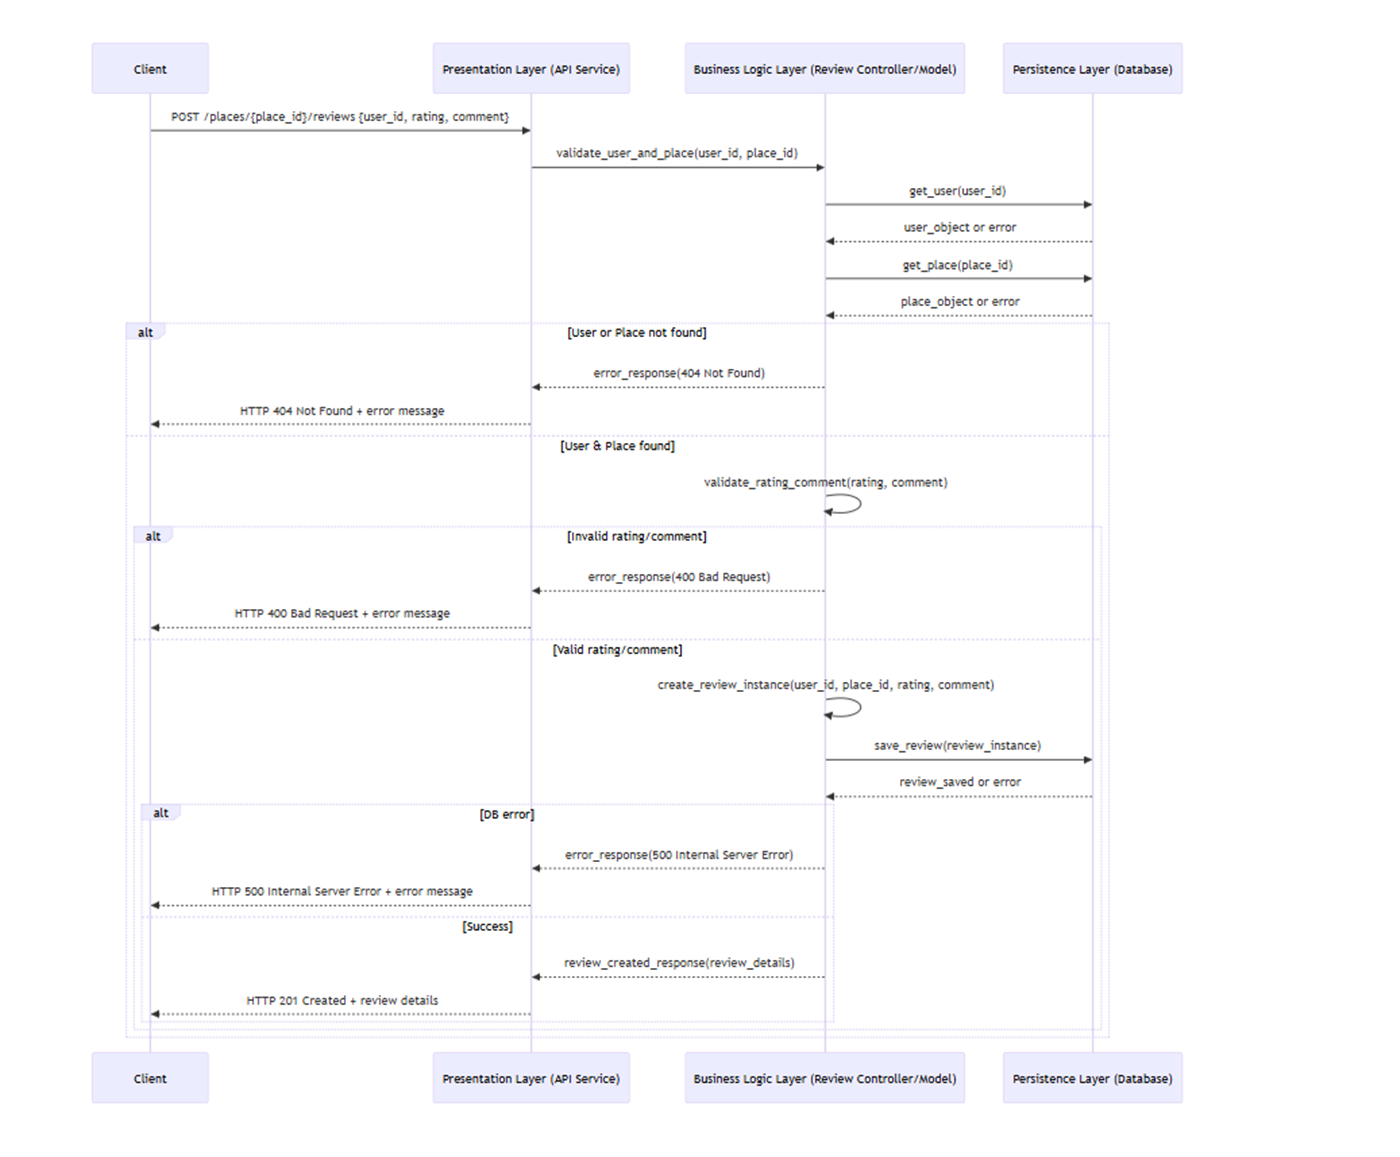 Client
Presentation Layer (API Service)
Business Logic Layer (Review Controller/Model)
Persistence Layer (Database)
POST /places/{place_id}/reviews {user_id, rating, comment}
validate_user_and_place(user_id, place_id)
get_user(user_id)
user_object or error
get_place(place_id)
place_object or error
alt
[User or Place not found]
error_response(404 Not Found)
HTTP 404 Not Found + error message
[User & Place found]
validate_rating_comment(rating, comment)
alt
[Invalid rating/comment]
error_response(400 Bad Request)
HTTP 400 Bad Request + error message
[Valid rating/comment]
create_review_instance(user_id, place_id, rating, comment)
save_review(review_instance)
review_saved or error
alt
[DB error]
error_response(500 Internal Server Error)
HTTP 500 Internal Server Error + error message
[Success]
review_created_response(review_details)
HTTP 201 Created + review details
Client
Presentation Layer (API Service)
Business Logic Layer (Review Controller/Model)
Persistence Layer (Database)